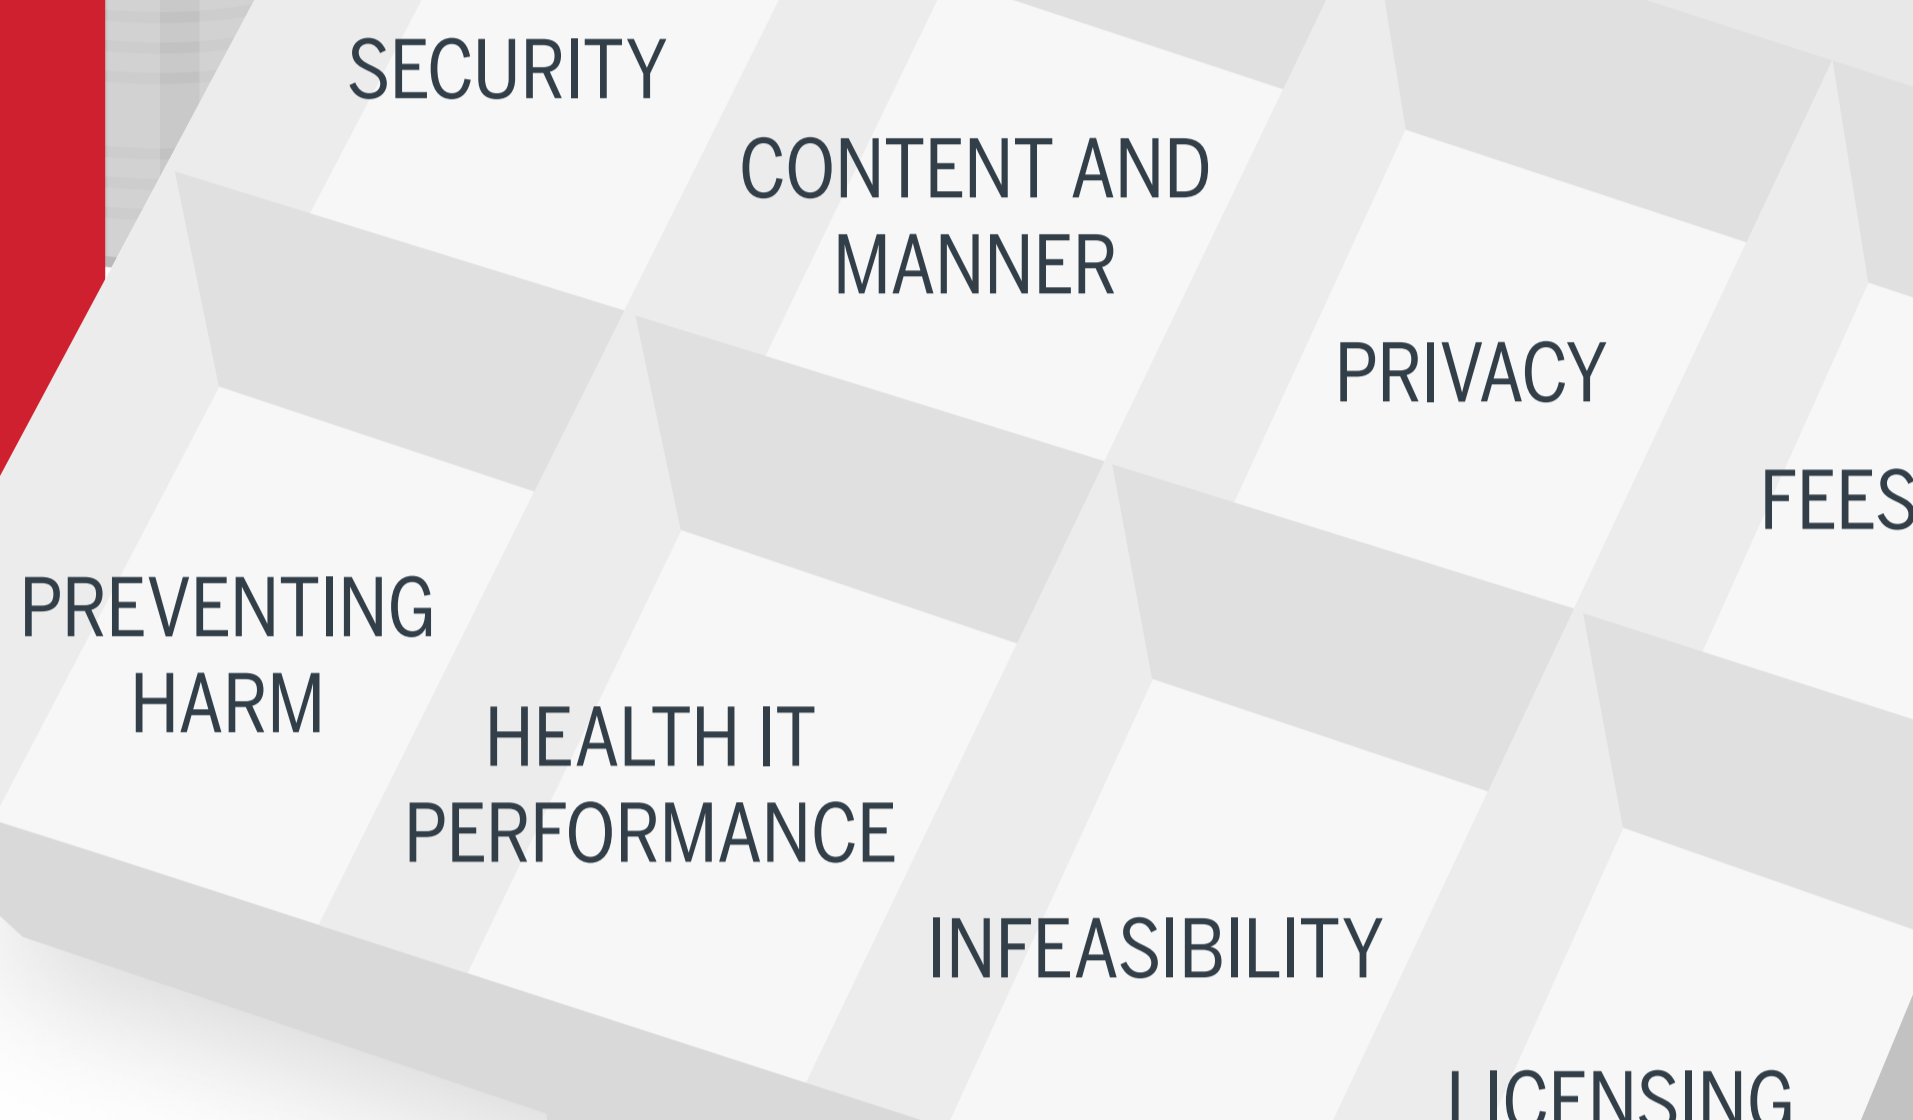 SECURITY
CONTENT AND
MANNER
PRIVACY
FEES
PREVENTING
HARM
HEALTH IT
PERFORMANCE
INFEASIBILITY
LICENSING